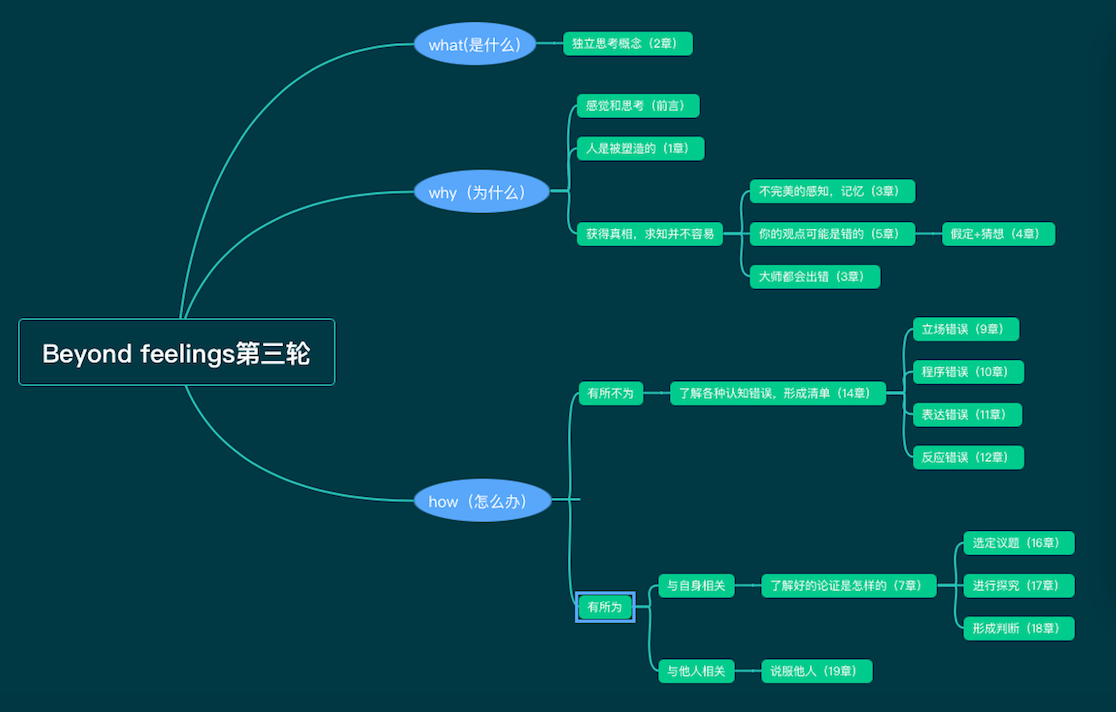 what(是什么)
独立思考概念（2章）
感觉和思考（前言）
人是被塑造的（1章）
why（为什么）
不完美的感知，记忆（3章）
获得真相，求知并不容易
你的观点可能是错的（5章）
假定+猜想（4章）
大师都会出错（3章）
Beyond feelings第三轮
立场错误（9章）
程序错误（10章）
有所不为
了解各种认知错误，形成清单（14章）
表达错误（11章）
反应错误（12章）
how（怎么办）
选定议题（16章）
与自身相关
了解好的论证是怎样的（7章）
进行探究（17章）
有所为
形成判断（18章）
与他人相关
说服他人（19章）